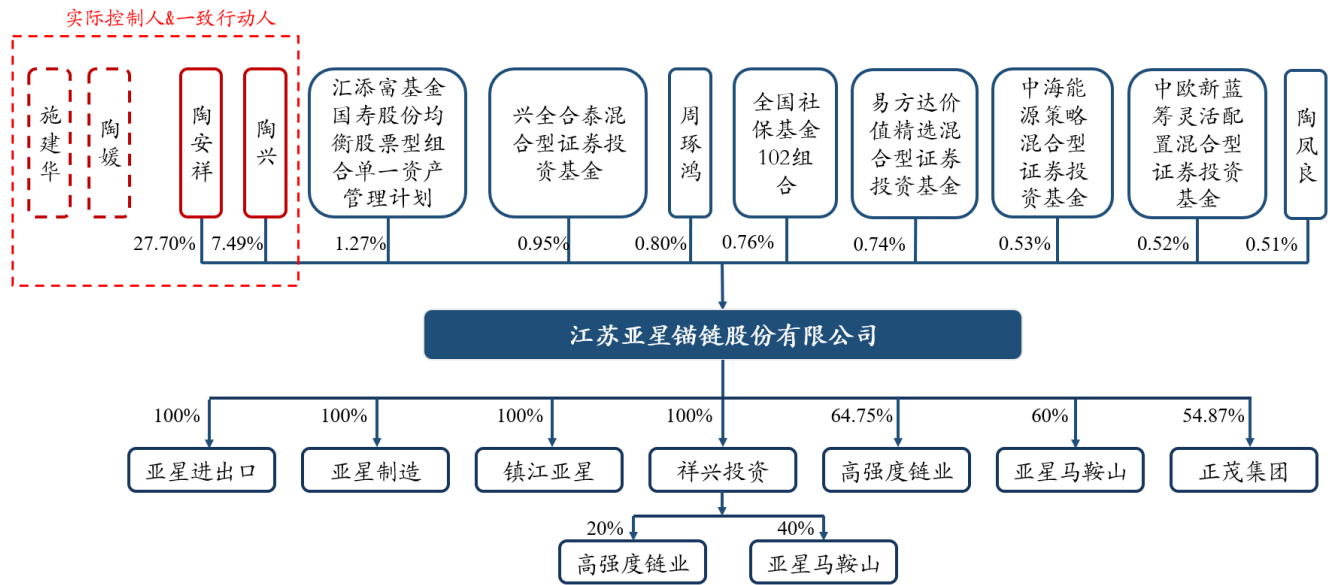 实际控制人&一致行动人
施建华
陶媛
陶安祥
陶兴
汇添富基金
国寿股份均
衡股票型组
合单一资产
管理计划
兴全合泰混
合型证券投
资基金
周琢鸿
全国社
保基金
102组
合
易方达价
值精选混
合型证券
投资基金
中海能
源策略
混合型
证券投
资基金
中欧新蓝
筹灵活配
置混合型
证券投资
基金
陶凤良
27.70%
7.49%
1.27%
0.95%
0.80%
0.76%
0.74%
0.53%
0.52%
0.51%
江苏亚星锚链股份有限公司
100%
100%
100%
100%
64.75%
60%
54.87%
亚星进出口
亚星制造
镇江亚星
祥兴投资
高强度链业
亚星马鞍山
正茂集团
20%
40%
高强度链业
亚星马鞍山